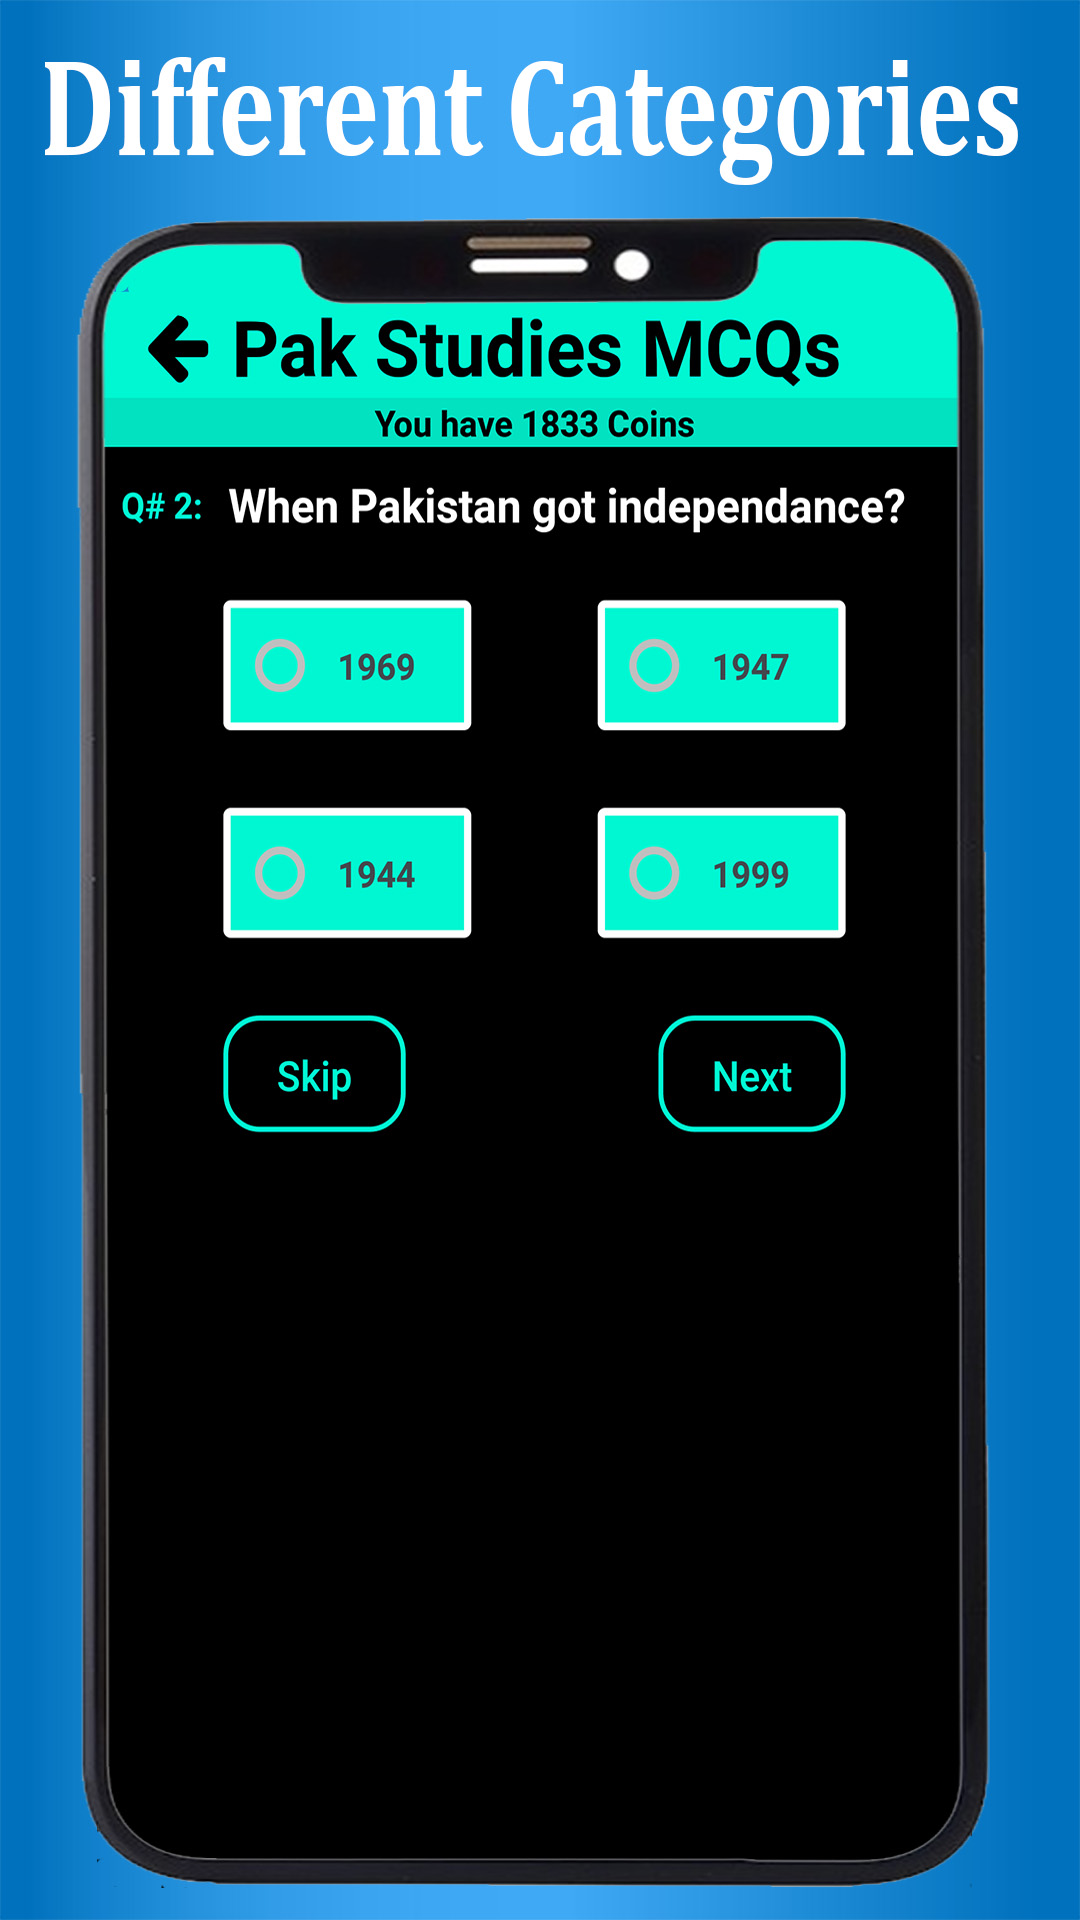 Different Categories
Pak Studies MCQs
You have 1833 Coins
Q# 2: When Pakistan got independance?
1969 1947
1944 1999
Skip Next